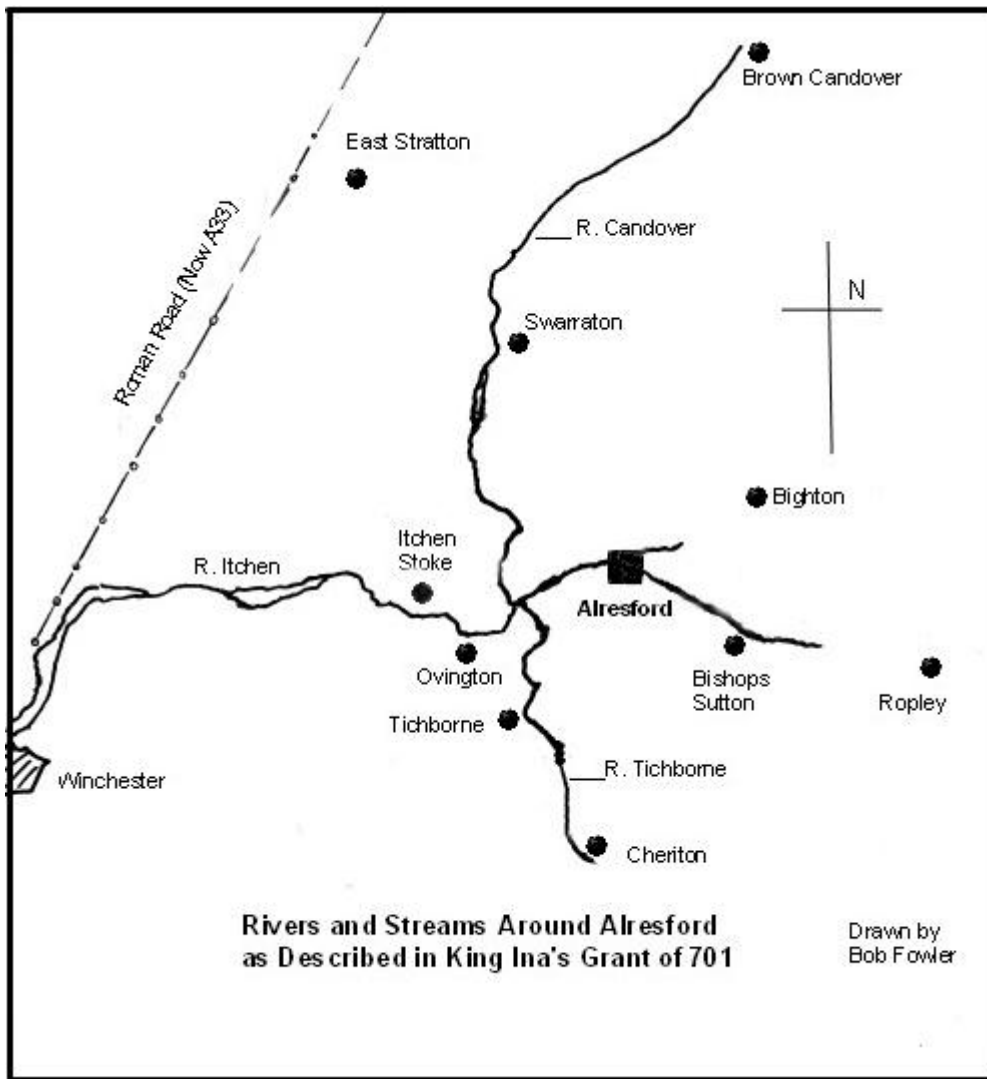 Brown Candover
East Stratton
R. Candover
Roman Road (Now A33)
N
Swarraton
Bighton
Itchen
Stoke
R. Itchen
Alresford
Ovington
Bishops
Sutton
Ropley
Tichborne
R. Tichborne
Winchester
Cheriton
Rivers and Streams Around Alresford
as Described in King Ina's Grant of 701
Drawn by
Bob Fowler